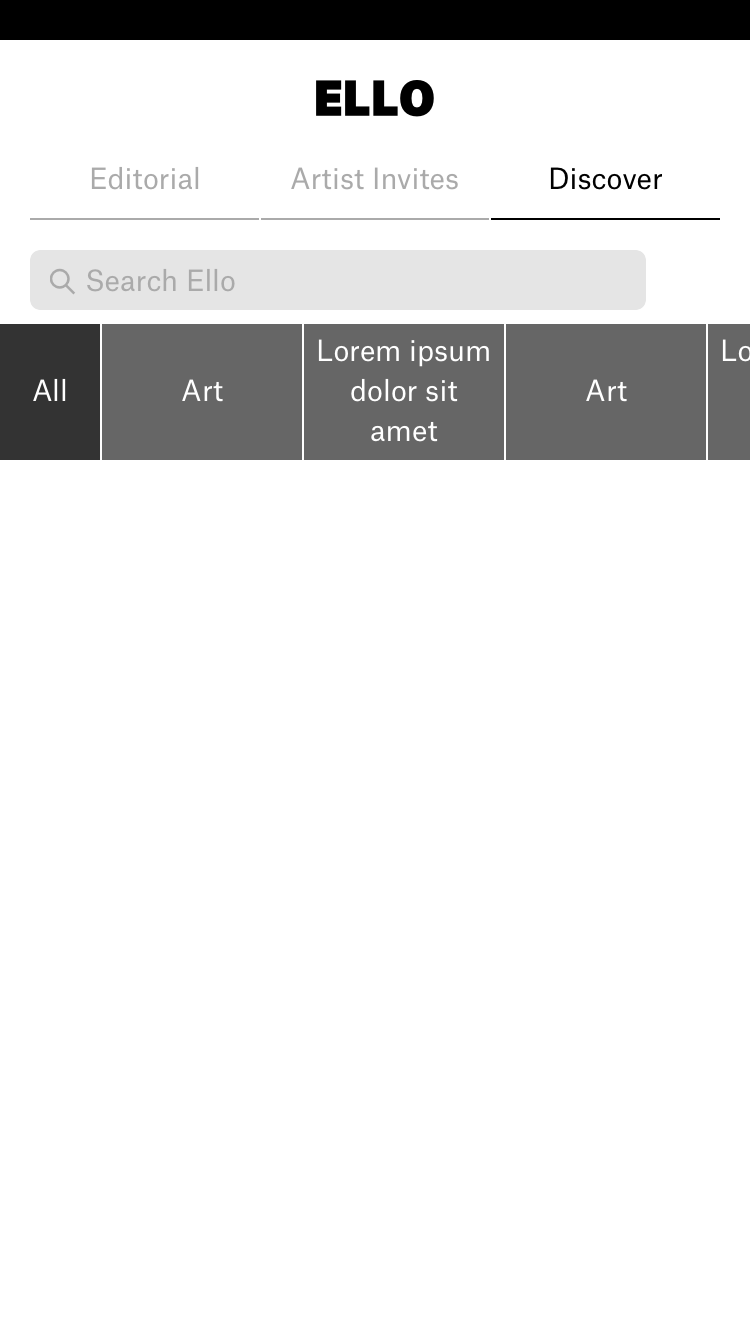 ELLO
Editorial
Artist Invites
Discover
Search Ello
All
Art
Lorem ipsum
dolor sit
amet
Art
Lo